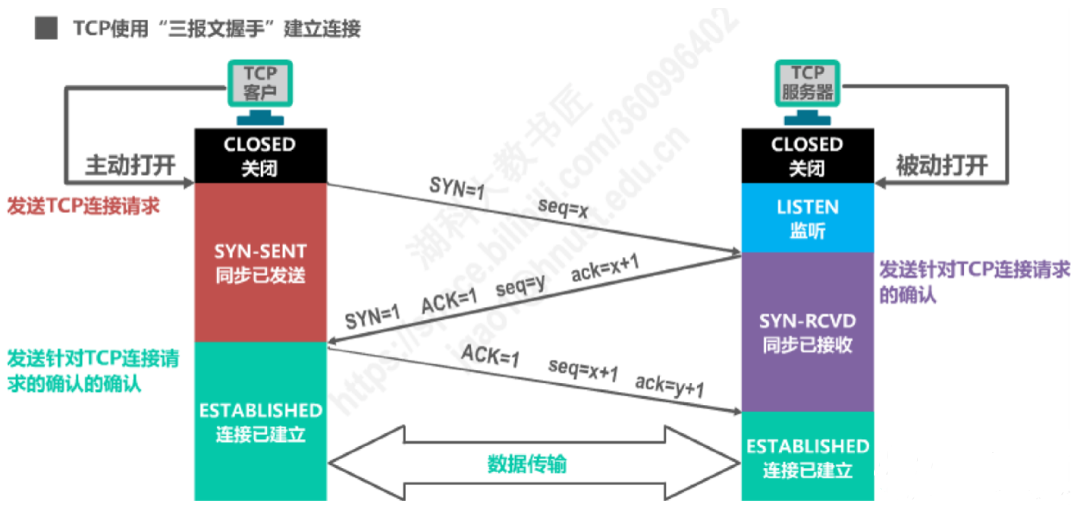 TCP使用“三报文握手”建立连接
TCP
客户
TCP
服务器
CLOSED
关闭
CLOSED
关闭
主动打开
被动打开
发送TCP连接请求
SYN=1 seq=x
LISTEN
监听
SYN-SENT
同步已发送
SYN=1 ACK=1 seq=y ack=x+1
发送针对TCP连接请求
的确认
SYN-RCVD
同步已接收
发送针对TCP连接请
求的确认的确认
ACK=1 seq=x+1 ack=y+1
ESTABLISHED
连接已建立
ESTABLISHED
连接已建立
数据传输
湖科大教书匠
https://space.bilibili.com/360996402